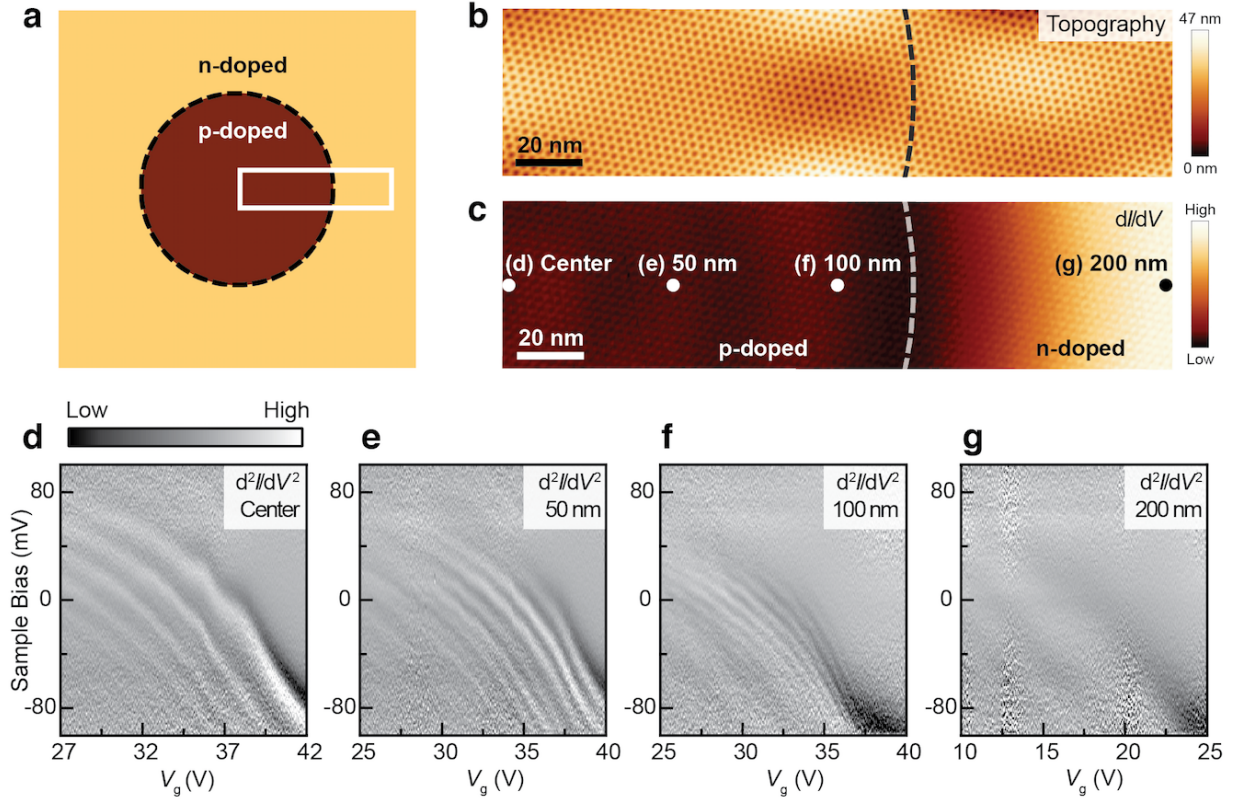 a
n-doped
p-doped
b
Topography
47 nm
0 nm
20 nm
c
dI/dV
High
Low
(d) Center
(e) 50 nm
(f) 100 nm
(g) 200 nm
20 nm
p-doped
n-doped
Low
High
d
d²I/dV²
Center
80
0
-80
Sample Bias (mV)
27
32
37
42
Vg (V)
e
d²I/dV²
50 nm
80
0
-80
25
30
35
40
Vg (V)
f
d²I/dV²
100 nm
80
0
-80
25
30
35
40
Vg (V)
g
d²I/dV²
200 nm
80
0
-80
10
15
20
25
Vg (V)